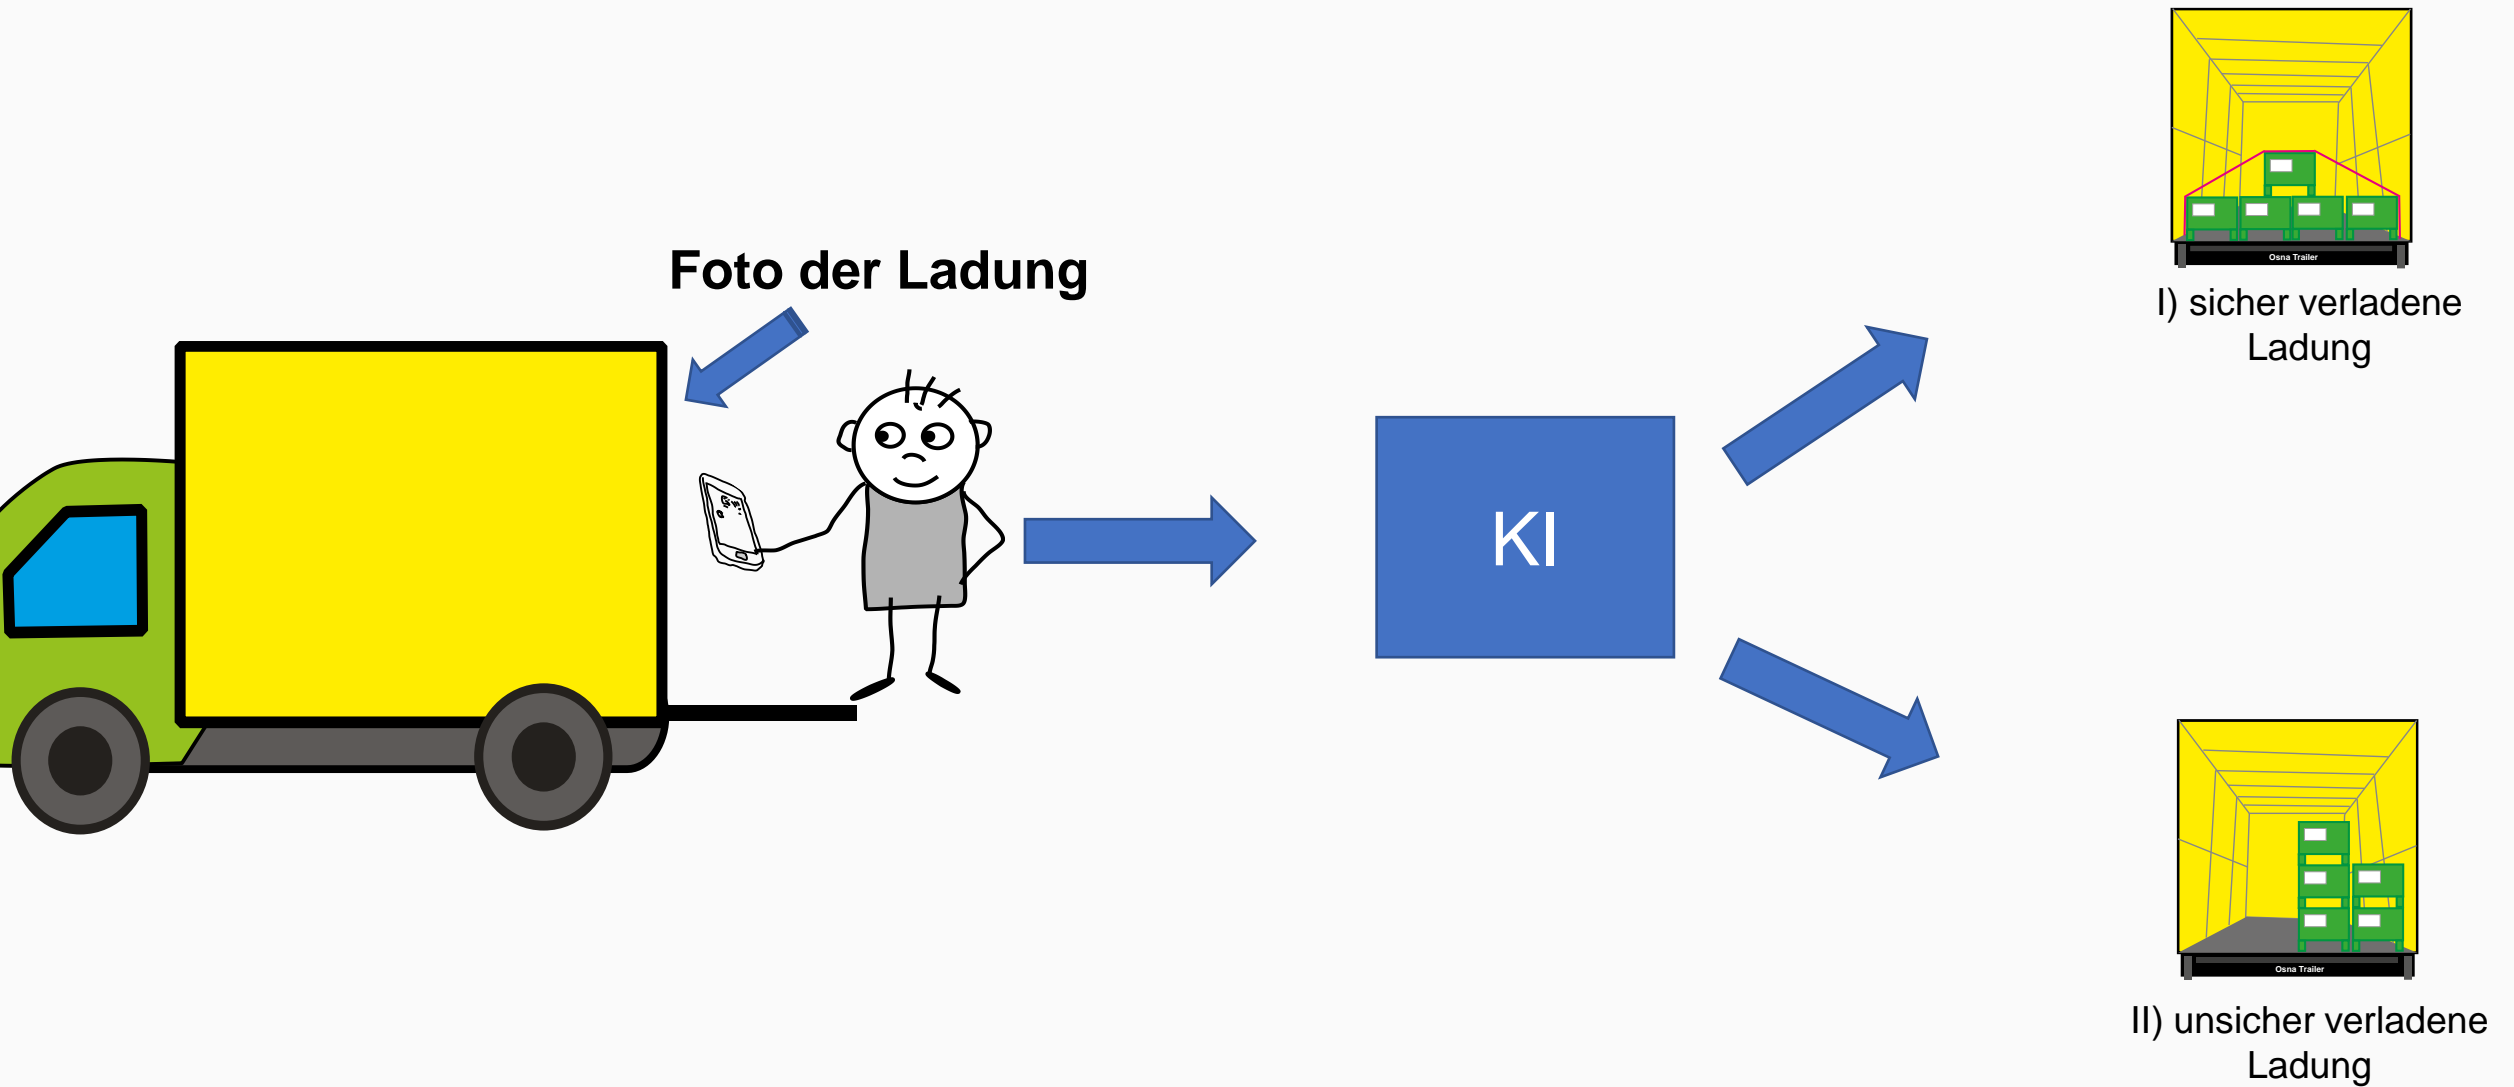 Foto der Ladung
KI
Osna Trailer
I) sicher verladene
Ladung
Osna Trailer
II) unsicher verladene
Ladung